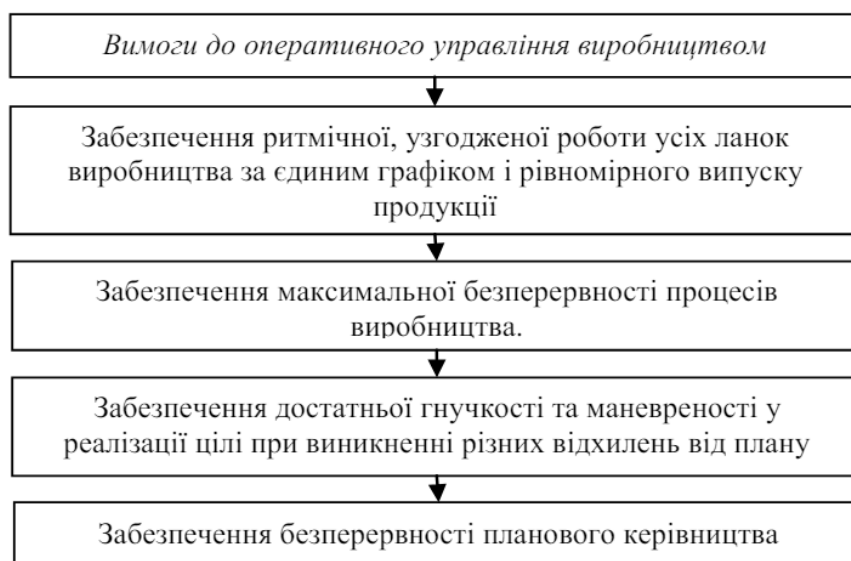 Вимоги до оперативного управління виробництвом
Забезпечення ритмічної, узгодженої роботи усіх ланок
виробництва за єдиним графіком і рівномірного випуску
продукції
Забезпечення максимальної безперервності процесів
виробництва.
Забезпечення достатньої гнучкості та маневреності у
реалізації цілі при виникненні різних відхилень від плану
Забезпечення безперервності планового керівництва